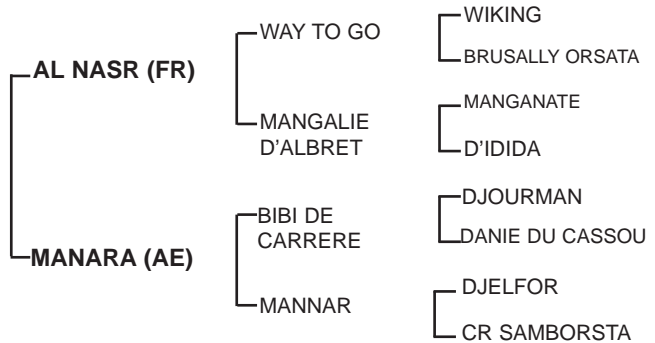 AL NASR (FR)
MANARA (AE)
WAY TO GO
MANGALIE
D'ALBRET
BIBI DE
CARRERE
MANNAR
WIKING
BRUSALLY ORSATA
MANGANATE
D'IDIDA
DJOURMAN
DANIE DU CASSOU
DJELFOR
CR SAMBORSTA